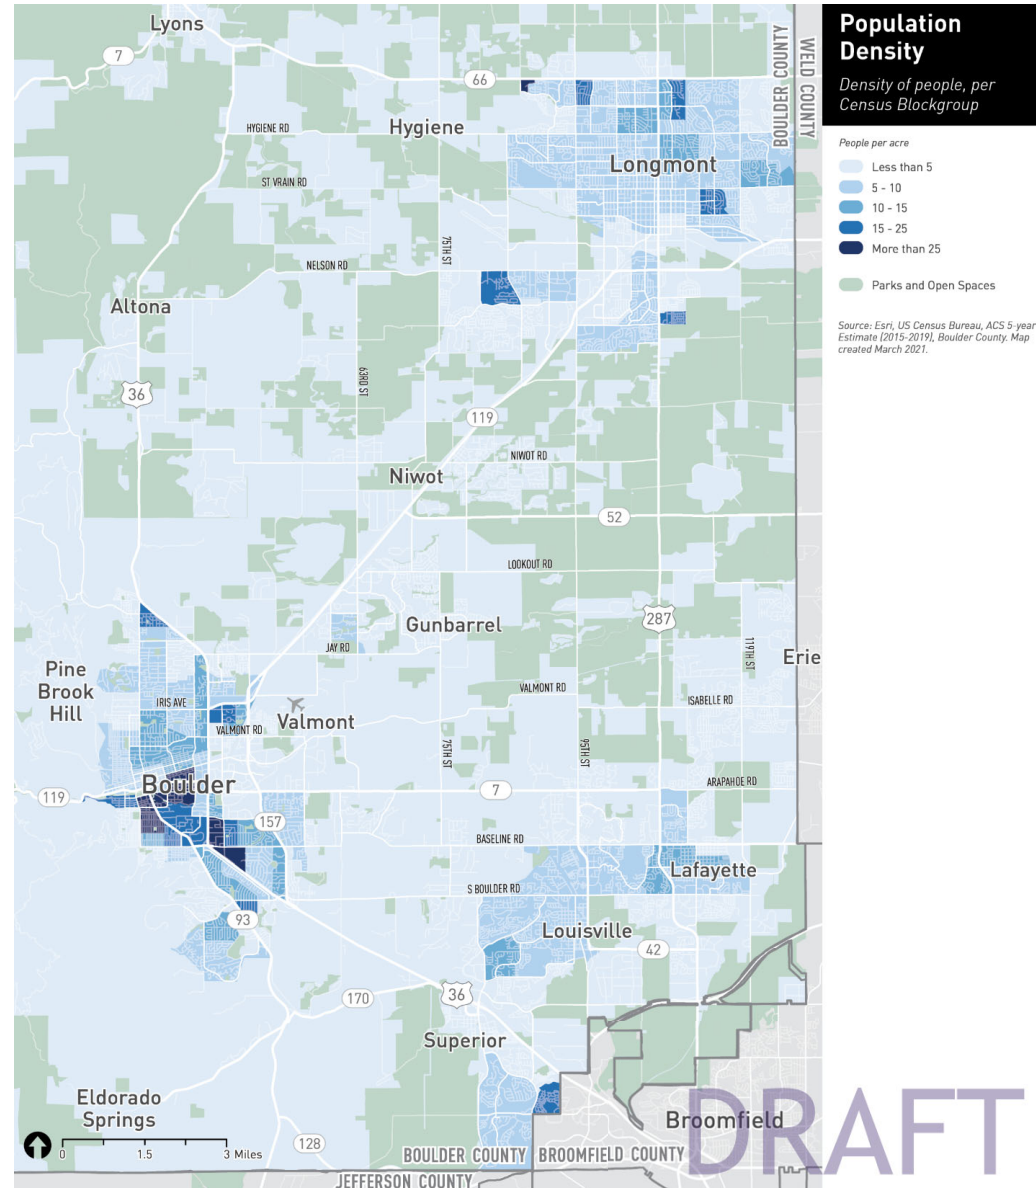 Population
Density
Density of people, per
Census Blockgroup
People per acre
Less than 5
5 - 10
10 - 15
15 - 25
More than 25
Parks and Open Spaces
Source: Esri, US Census Bureau, ACS 5-year
Estimate [2015-2019], Boulder County. Map
created March 2021.
Lyons
7
66
BOULDER COUNTY
WELD COUNTY
HYGIENE RD
Hygiene
Longmont
ST VRAIN RD
75TH ST
NELSON RD
Altona
63RD ST
36
119
NIWOT RD
Niwot
52
LOOKOUT RD
287
Gunbarrel
JAY RD
119TH ST
Erie
Pine
Brook
Hill
IRIS AVE
VALMONT RD
ISABELLE RD
Valmont
VALMONT RD
75TH ST
95TH ST
Boulder
ARAPAHOE RD
119
7
157
BASELINE RD
Lafayette
S BOULDER RD
93
Louisville
42
170
36
Superior
Eldorado
Springs
Broomfield
DRAFT
0
1.5
3 Miles
128
BOULDER COUNTY
BROOMFIELD COUNTY
JEFFERSON COUNTY